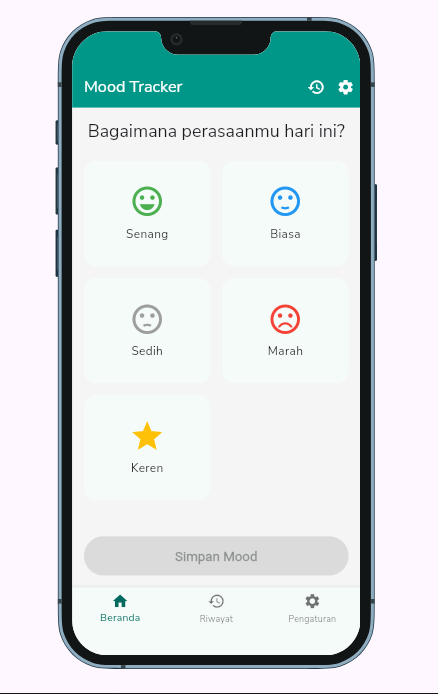 Mood Tracker
Bagaimana perasaanmu hari ini?
Senang
Biasa
Sedih
Marah
Keren
Simpan Mood
Beranda
Riwayat
Pengaturan